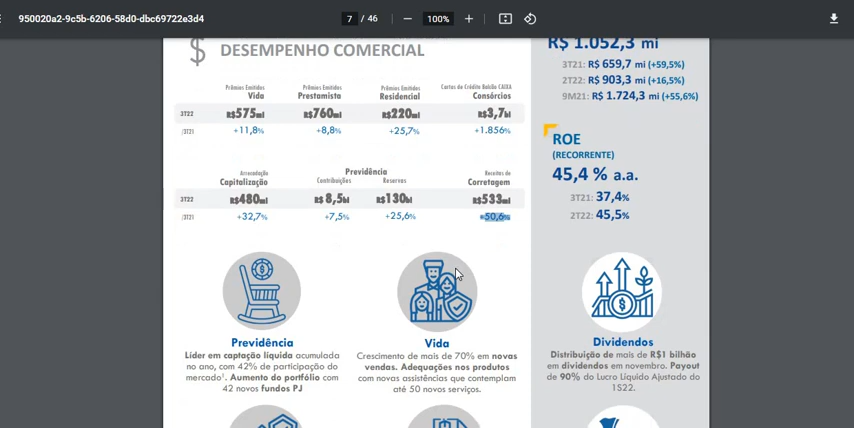 950020a2-9c5b-6206-58d0-dbc69722e3d4
7 / 46
100%
$ DESEMPENHO COMERCIAL
Prêmios Emitidos
Vida
Prêmios Emitidos
Prestamista
Prêmios Emitidos
Residencial
Cartas de Crédito Balcão CAIXA
Consórcios
3T22 R$575mi R$760mi R$220mi R$3,7bi
/3T21 +11,8% +8,8% +25,7% +1.856%
Arrecadação
Capitalização
Previdência
Contribuições Reservas
Receitas de
Corretagem
3T22 R$480mi R$ 8,5bi R$130bi R$533mi
/3T21 +32,7% +7,5% +25,6% +50,6%
Previdência
Líder em captação líquida acumulada
no ano, com 42% de participação do
mercado¹. Aumento do portfólio com
42 novos fundos PJ
Vida
Crescimento de mais de 70% em novas
vendas. Adequações nos produtos
com novas assistências que contemplam
até 50 novos serviços.
R$ 1.052,3 mi
3T21: R$ 659,7 mi (+59,5%)
2T22: R$ 903,3 mi (+16,5%)
9M21: R$ 1.724,3 mi (+55,6%)
ROE
(RECORRENTE)
45,4 % a.a.
3T21: 37,4%
2T22: 45,5%
Dividendos
Distribuição de mais de R$1 bilhão
em dividendos em novembro. Payout
de 90% do Lucro Líquido Ajustado do
1S22.